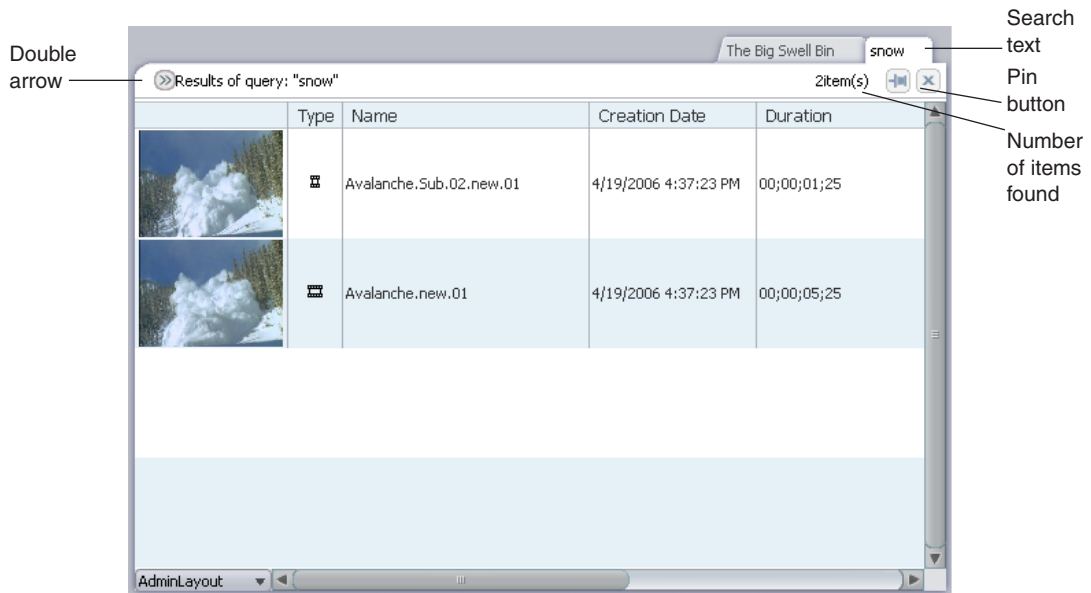 Double
arrow
Search
text
Pin
button
Number
of items
found
The Big Swell Bin
snow
Results of query: "snow"
2item(s)
Type Name Creation Date Duration
Avalanche.Sub.02.new.01 4/19/2006 4:37:23 PM 00;00;01;25
Avalanche.new.01 4/19/2006 4:37:23 PM 00;00;05;25
AdminLayout